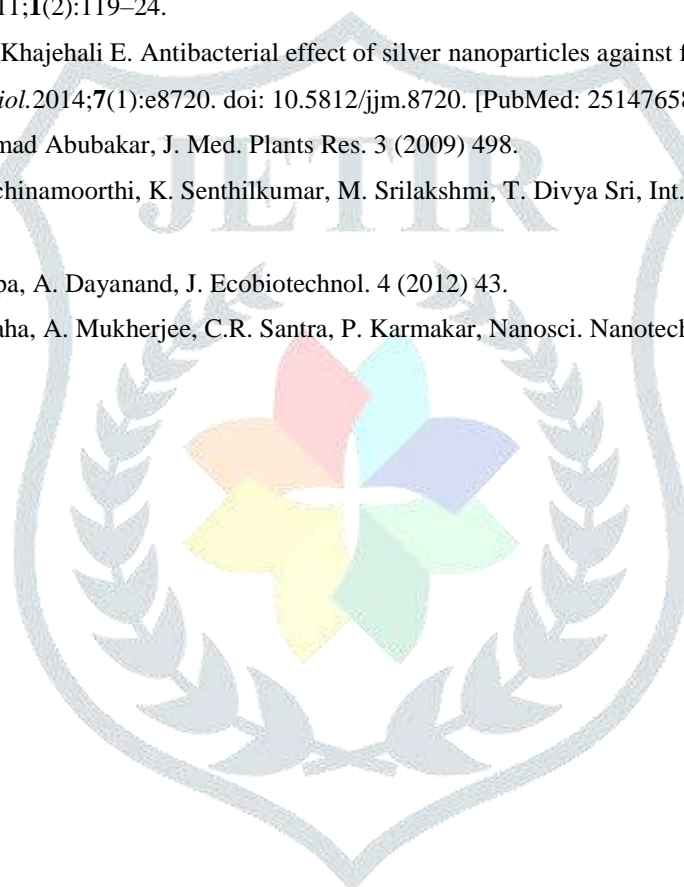 11;1(2):119–24.
Khajehali E. Antibacterial effect of silver nanoparticles against f
iol.2014;7(1):e8720. doi: 10.5812/jjm.8720. [PubMed: 25147658
mad Abubakar, J. Med. Plants Res. 3 (2009) 498.
JETIR
chinamoorthi, K. Senthilkumar, M. Srilakshmi, T. Divya Sri, Int.
pa, A. Dayanand, J. Ecobiotechnol. 4 (2012) 43.
aha, A. Mukherjee, C.R. Santra, P. Karmakar, Nanosci. Nanotech